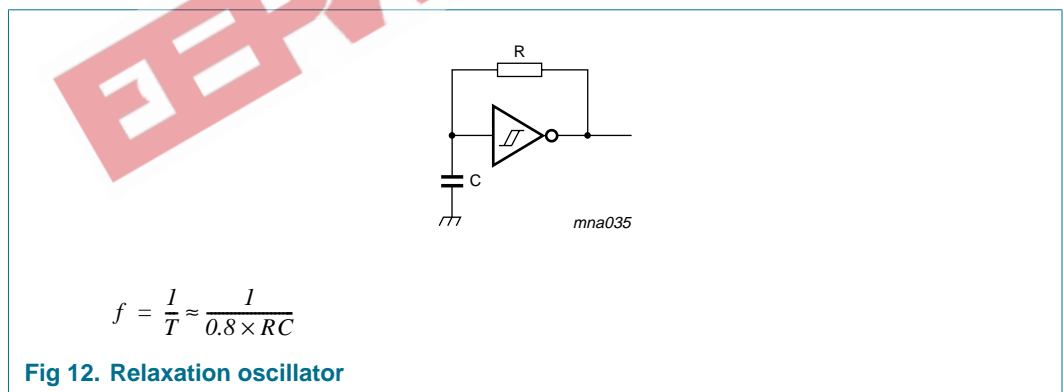 R
C
mna035
f = 1/T ≈ 1/(0.8 × RC)
Fig 12. Relaxation oscillator